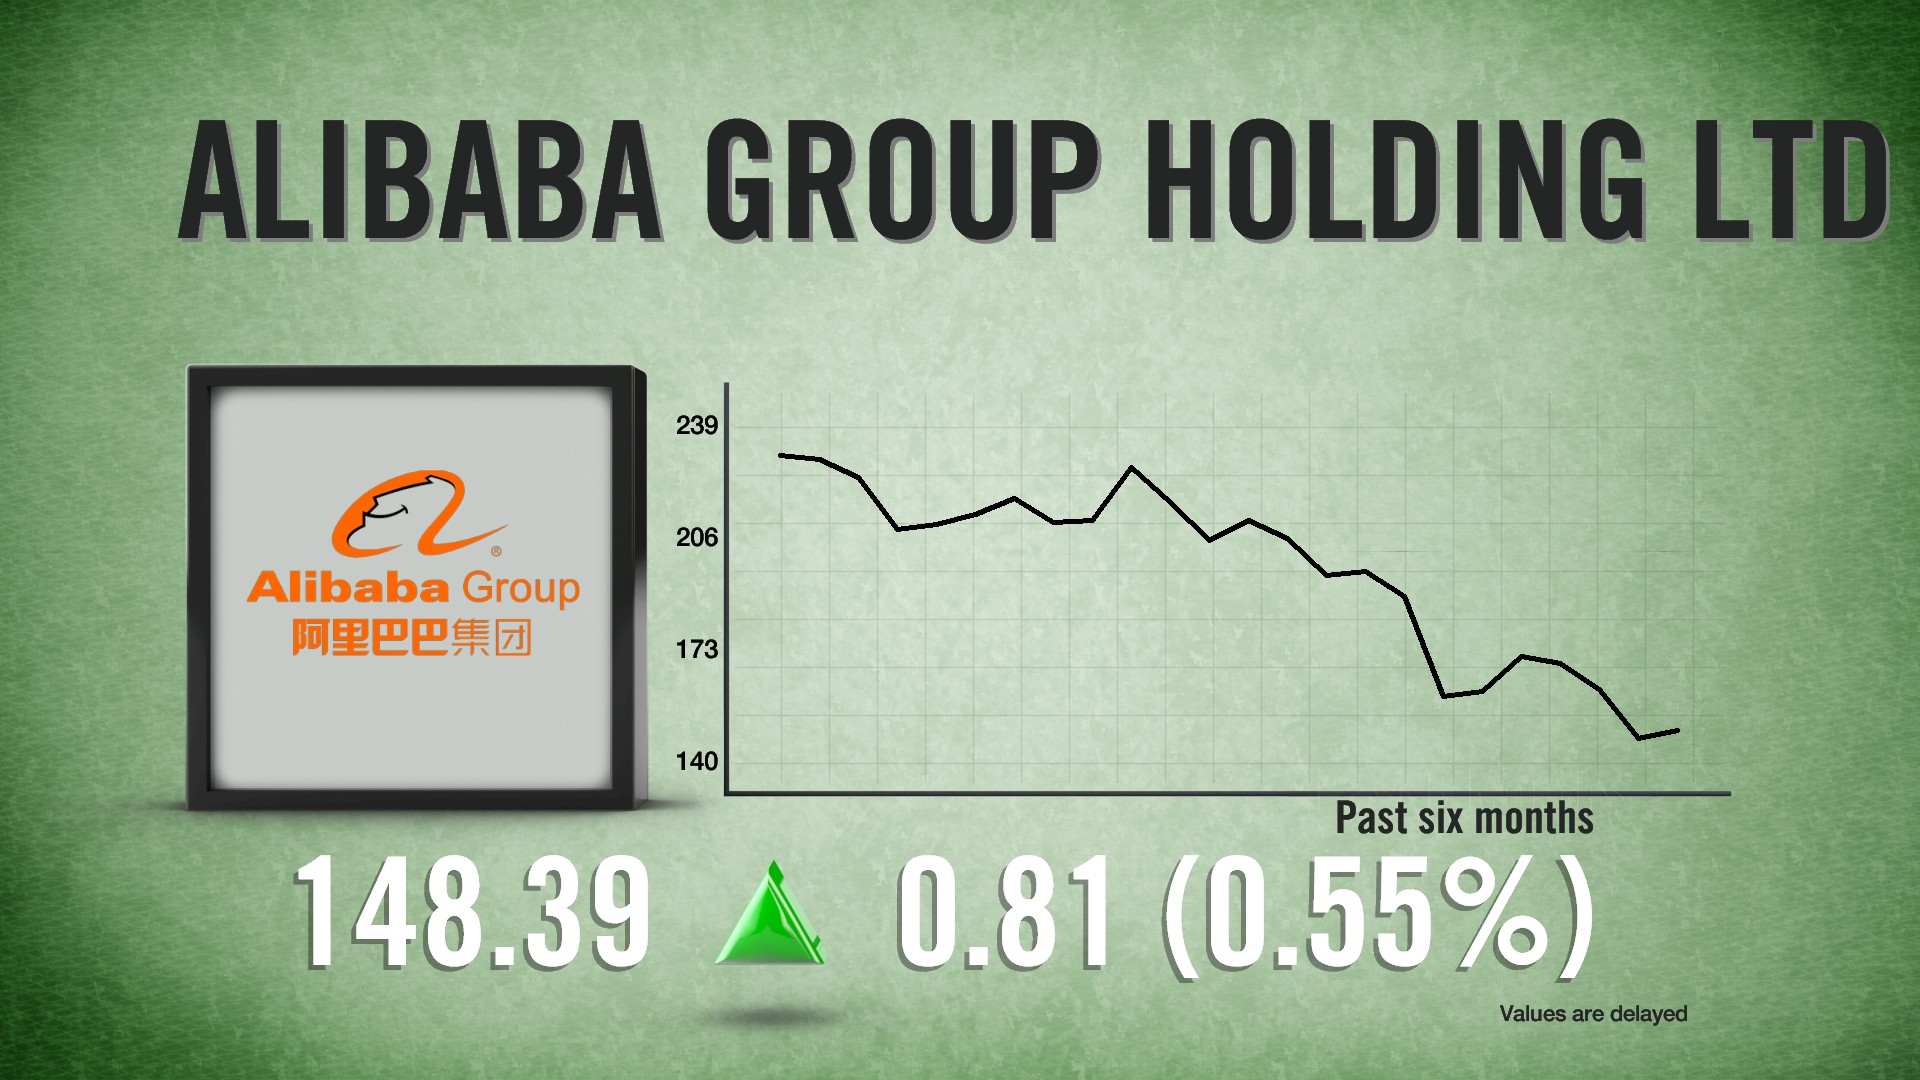 ALIBABA GROUP HOLDING LTD
®
Alibaba Group
阿里巴巴集团
239
206
173
140
Past six months
148.39 0.81 (0.55%)
Values are delayed